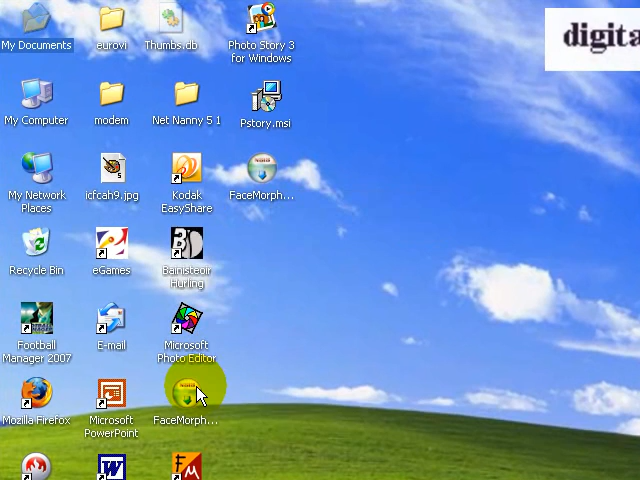 My Documents
eurovi
Thumbs.db
Photo Story 3
for Windows
digita
My Computer
modem
Net Nanny 5 1
Pstory.msi
My Network
Places
icfcah9.jpg
Kodak
EasyShare
FaceMorph...
Recycle Bin
eGames
Bainisteoir
Hurling
Football
Manager 2007
E-mail
Microsoft
Photo Editor
Mozilla Firefox
Microsoft
PowerPoint
FaceMorph...